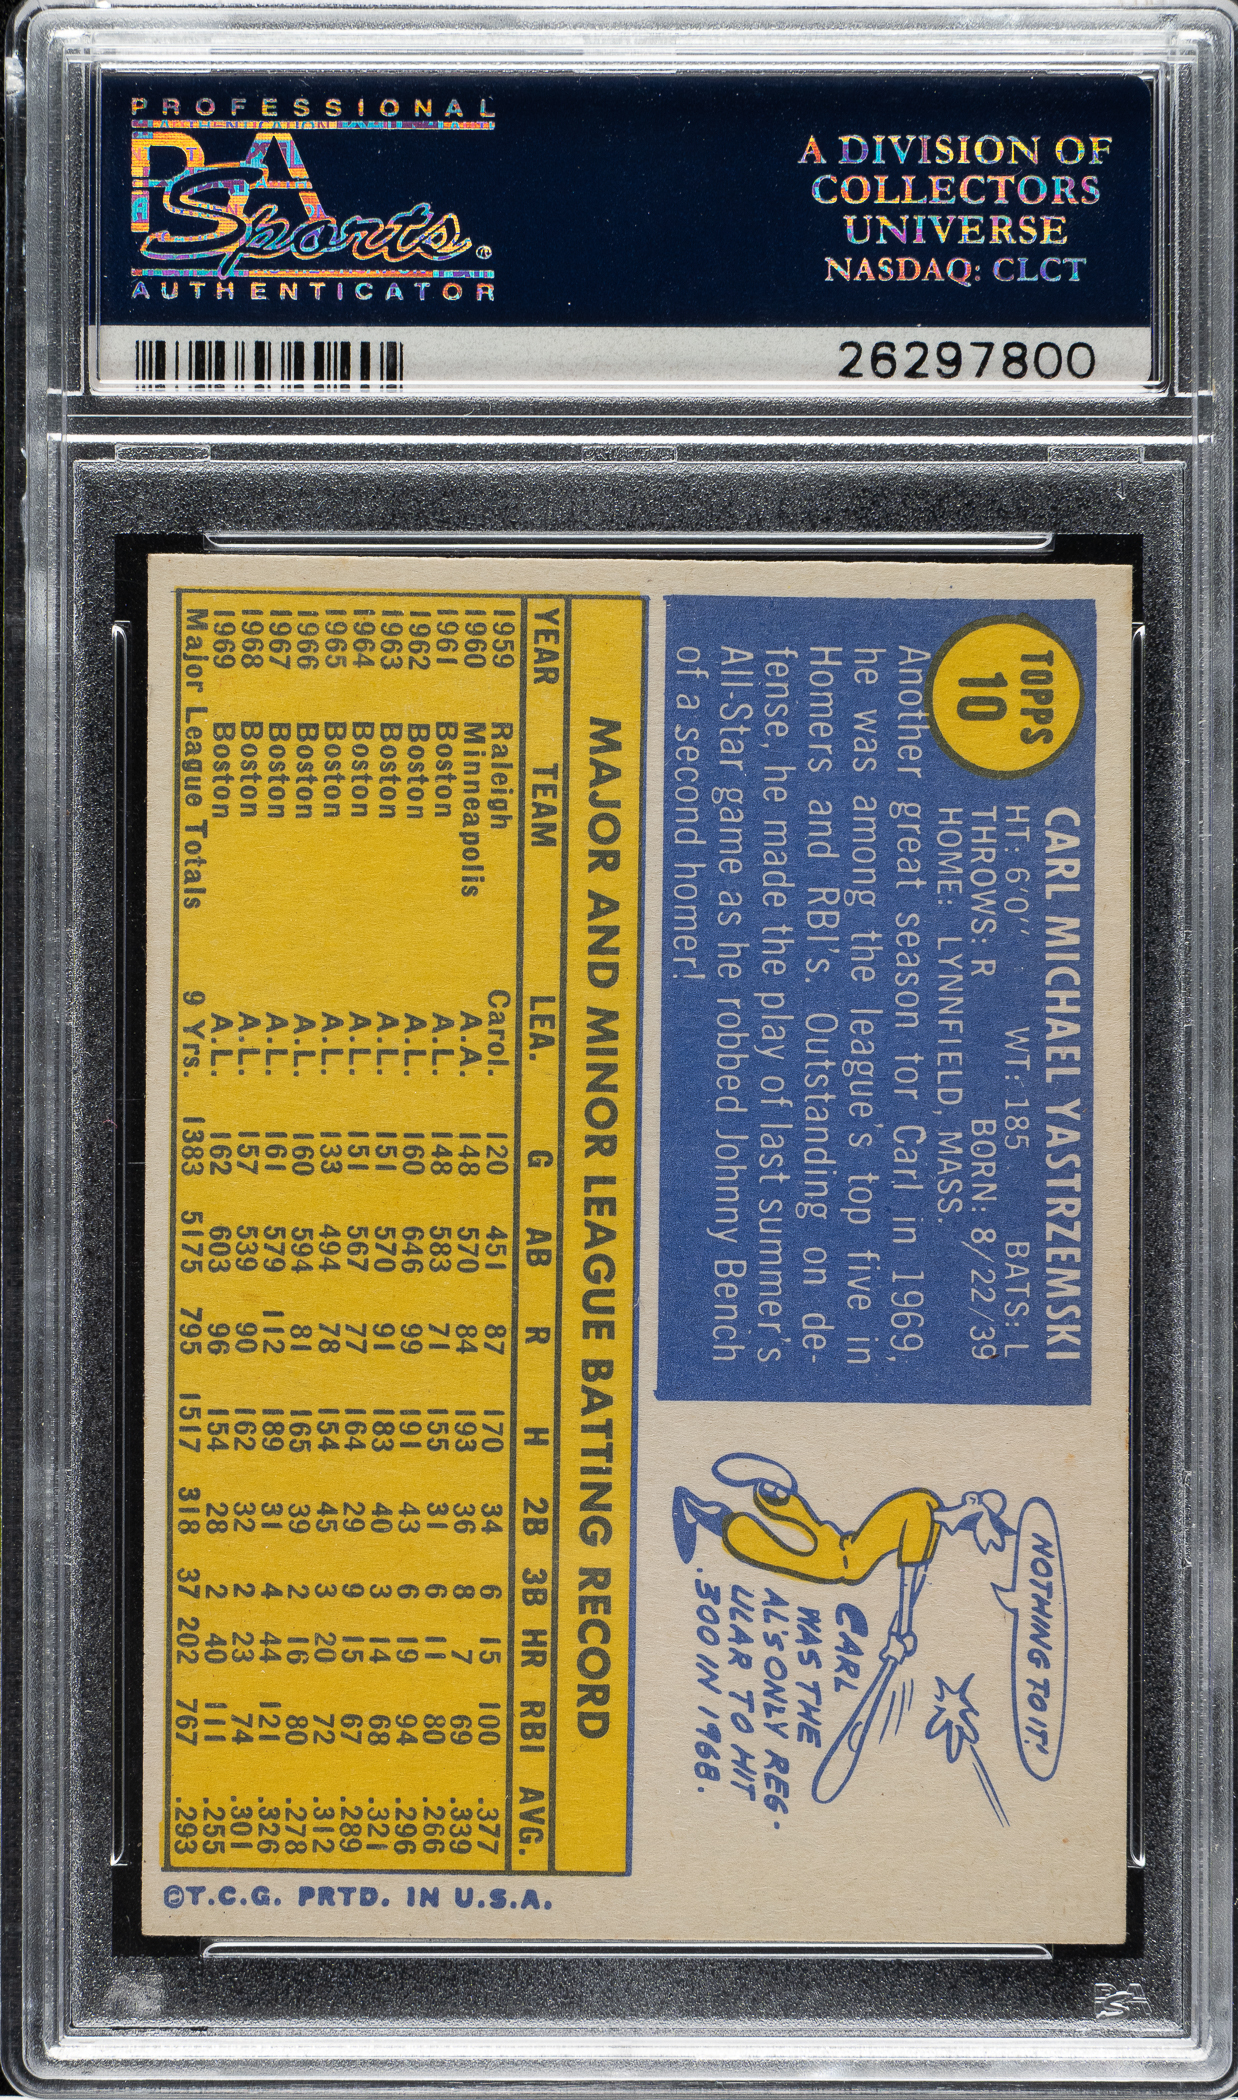 PROFESSIONAL
PSA
Sports
AUTHENTICATOR
A DIVISION OF
COLLECTORS
UNIVERSE
NASDAQ: CLCT
26297800
TOPPS
10
CARL MICHAEL YASTRZEMSKI
HT: 6'0'' WT: 185 BATS: L
THROWS: R BORN: 8/22/39
HOME: LYNNFIELD, MASS.
Another great season for Carl in 1969,
he was among the league's top five in
Homers and RBI's. Outstanding on de-
fense, he made the play of last summer's
All-Star game as he robbed Johnny Bench
of a second homer!
NOTHING TO IT!
CARL
WAS THE
AL'S ONLY REG-
ULAR TO HIT
.300 IN 1968.
MAJOR AND MINOR LEAGUE BATTING RECORD
YEAR TEAM LEA. G AB R H 2B 3B HR RBI AVG.
1959 Raleigh Carol. 120 451 87 170 34 6 15 100 .377
1960 Minneapolis A.A. 148 570 84 193 36 8 7 69 .339
1961 Boston A.L. 148 583 71 155 31 6 11 80 .266
1962 Boston A.L. 160 646 99 191 43 6 19 94 .296
1963 Boston A.L. 151 570 91 183 40 3 14 68 .321
1964 Boston A.L. 151 567 77 164 29 9 15 67 .289
1965 Boston A.L. 133 494 78 154 45 3 20 72 .312
1966 Boston A.L. 160 594 81 165 39 2 16 80 .278
1967 Boston A.L. 161 579 112 189 31 4 44 121 .326
1968 Boston A.L. 157 539 90 162 32 2 23 74 .301
1969 Boston A.L. 162 603 96 154 28 2 40 111 .255
Major League Totals 9 Yrs. 1383 5175 795 1517 318 37 202 767 .293
©T.C.G. PRTD. IN U.S.A.
PSA